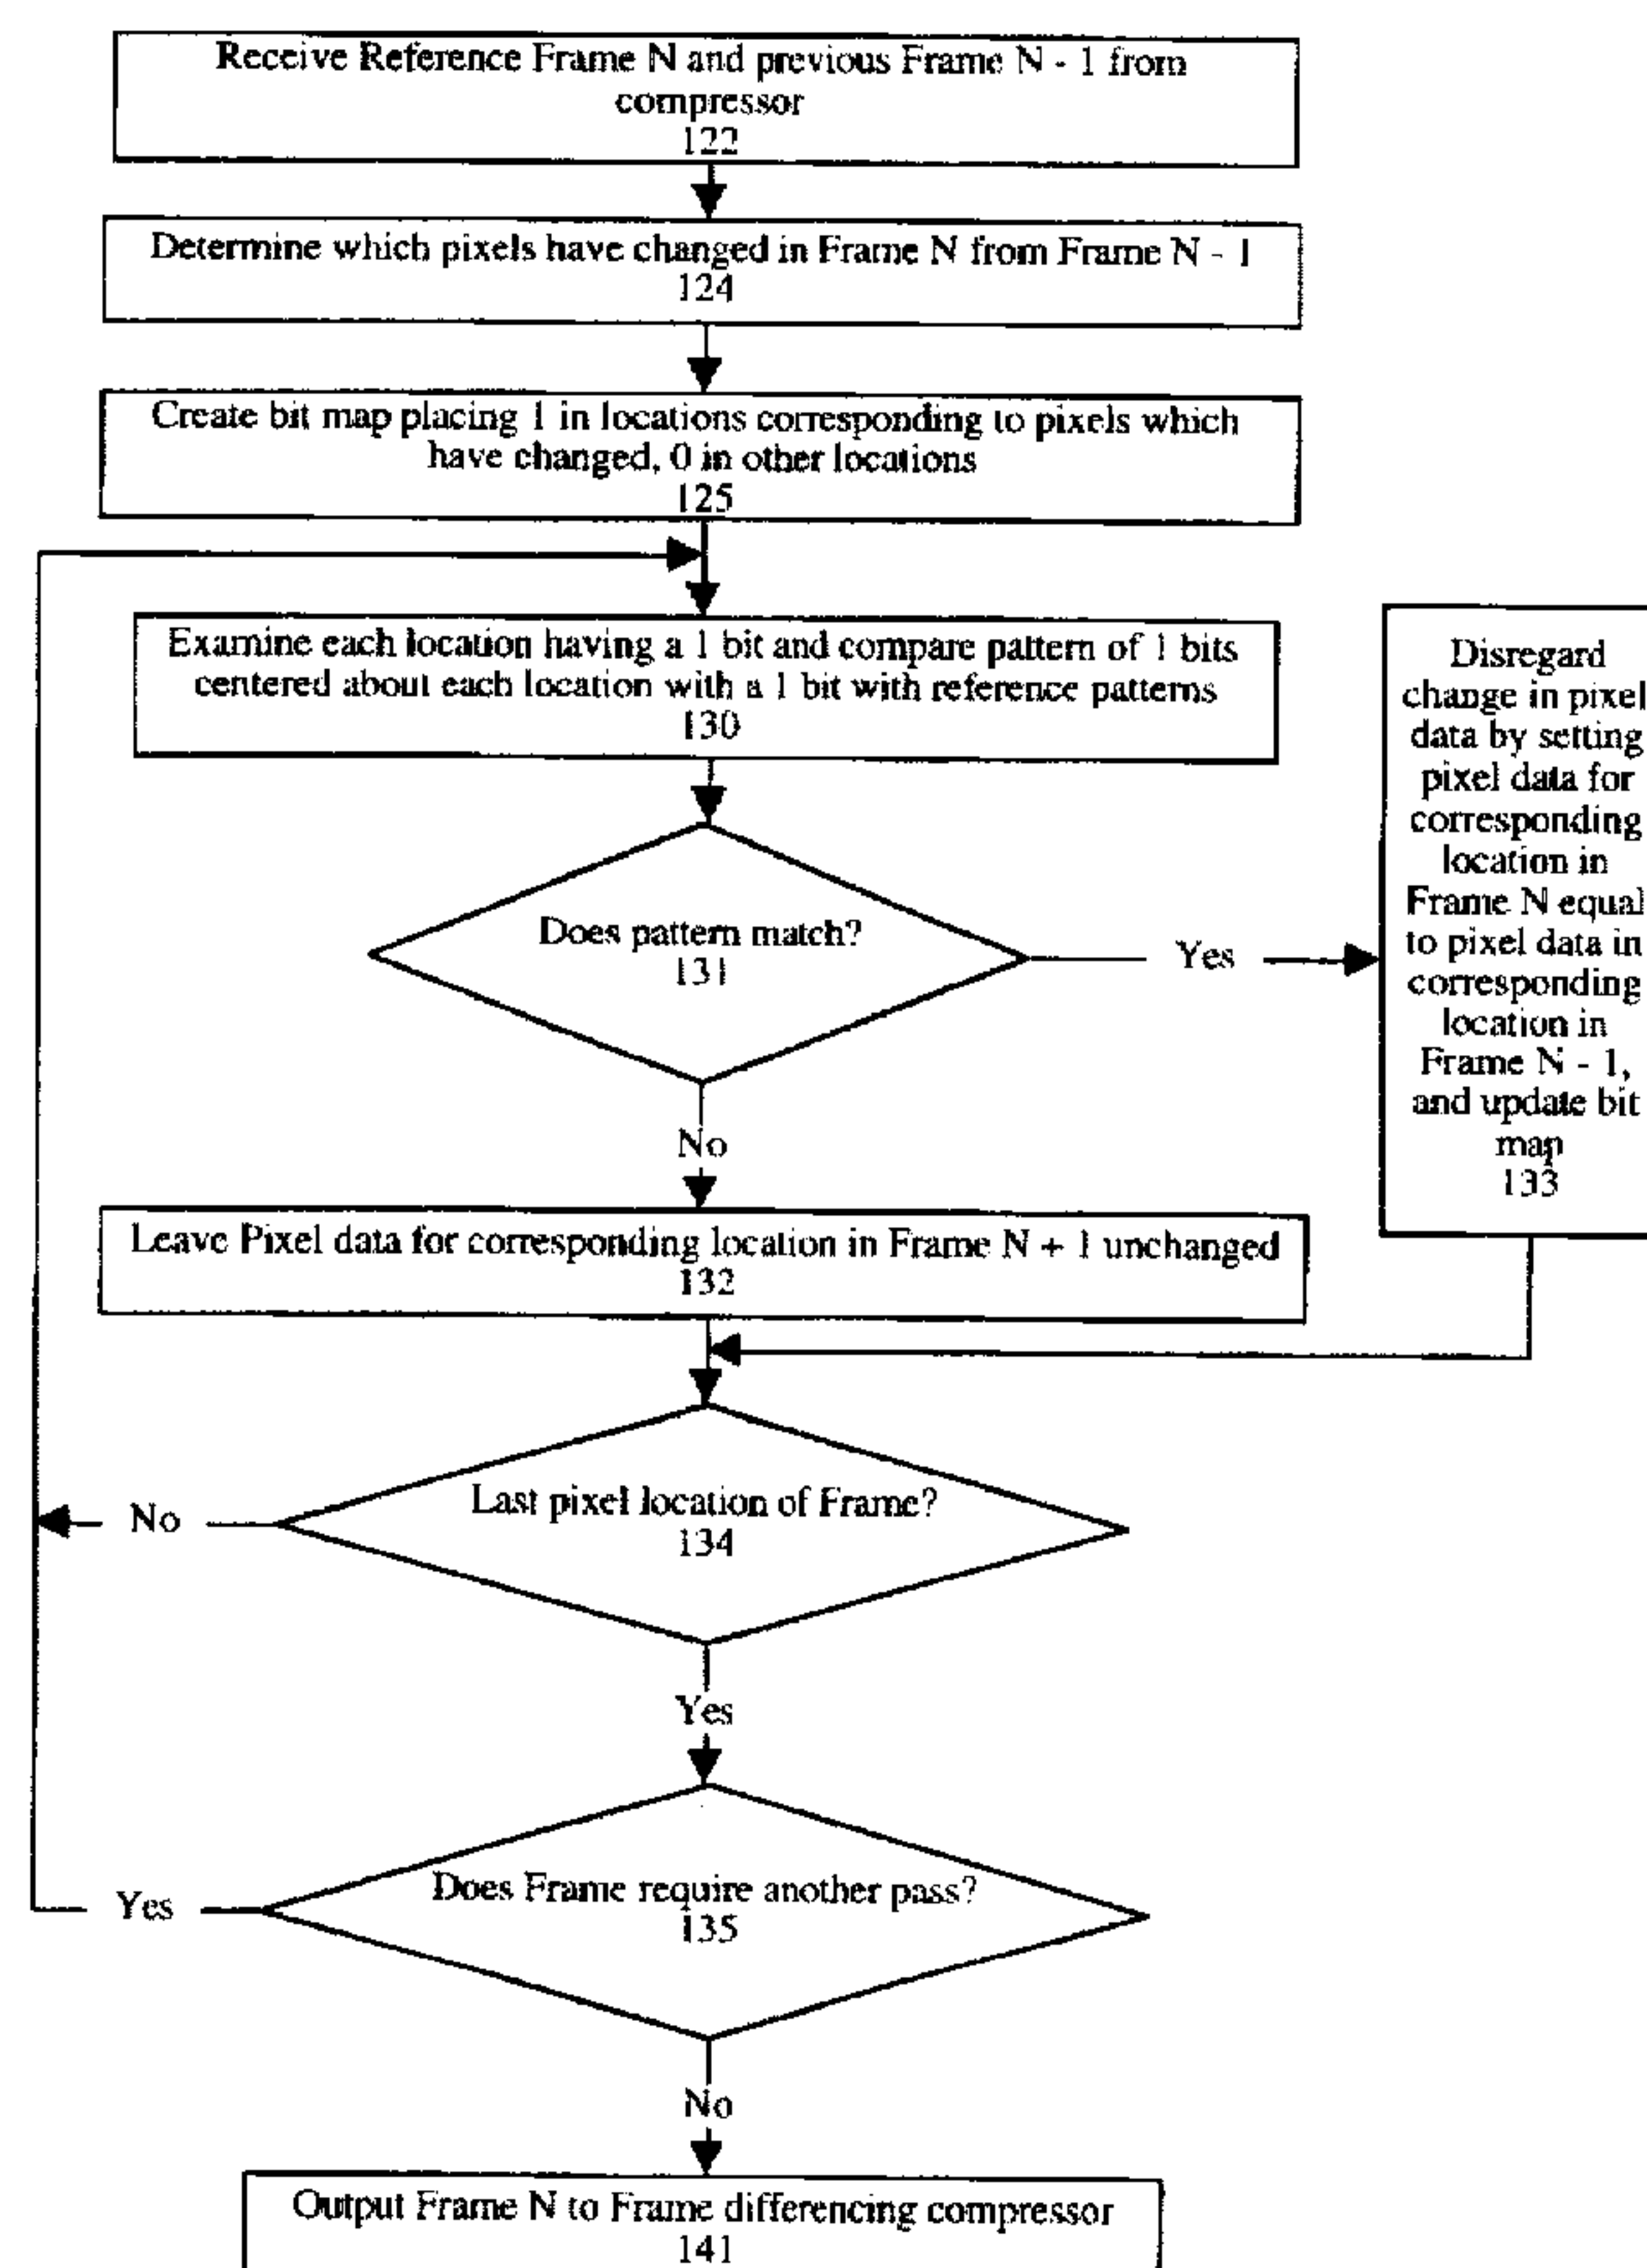 Receive Reference Frame N and previous Frame N - 1 from
compressor
122
Determine which pixels have changed in Frame N from Frame N - 1
124
Create bit map placing 1 in locations corresponding to pixels which
have changed, 0 in other locations
125
Examine each location having a 1 bit and compare pattern of 1 bits
centered about each location with a 1 bit with reference patterns
130
Does pattern match?
131
Yes
Disregard
change in pixel
data by setting
pixel data for
corresponding
location in
Frame N equal
to pixel data in
corresponding
location in
Frame N - 1,
and update bit
map
133
No
Leave Pixel data for corresponding location in Frame N + 1 unchanged
132
Last pixel location of Frame?
134
No
Yes
Does Frame require another pass?
135
Yes
No
Output Frame N to Frame differencing compressor
141